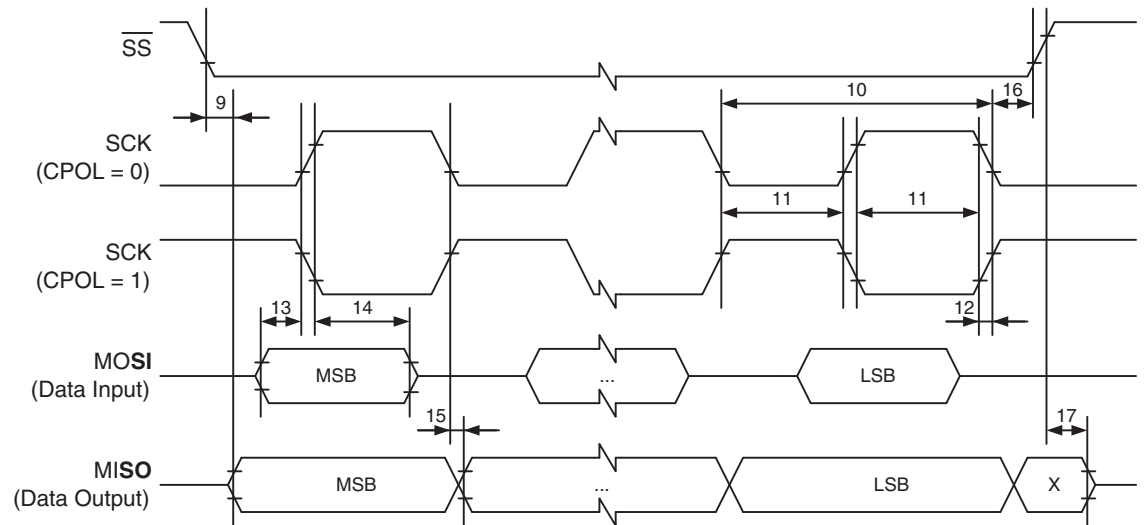 SS
9
10
16
SCK
(CPOL = 0)
11
11
SCK
(CPOL = 1)
13
14
12
MOSI
(Data Input)
MSB
...
LSB
15
17
MISO
(Data Output)
MSB
...
LSB
X